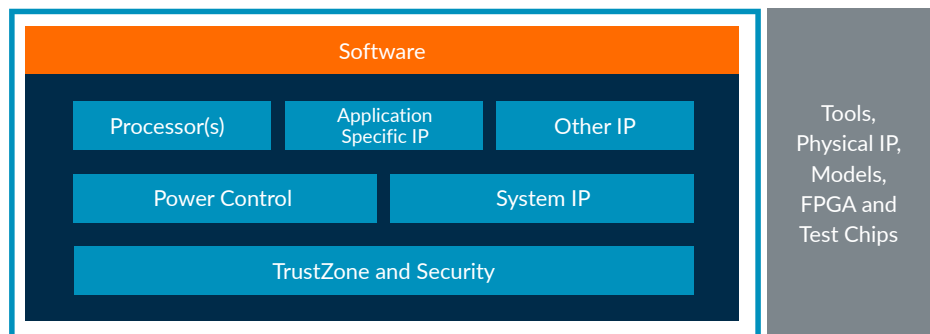 Software
Processor(s)
Application
Specific IP
Other IP
Power Control
System IP
TrustZone and Security
Tools,
Physical IP,
Models,
FPGA and
Test Chips